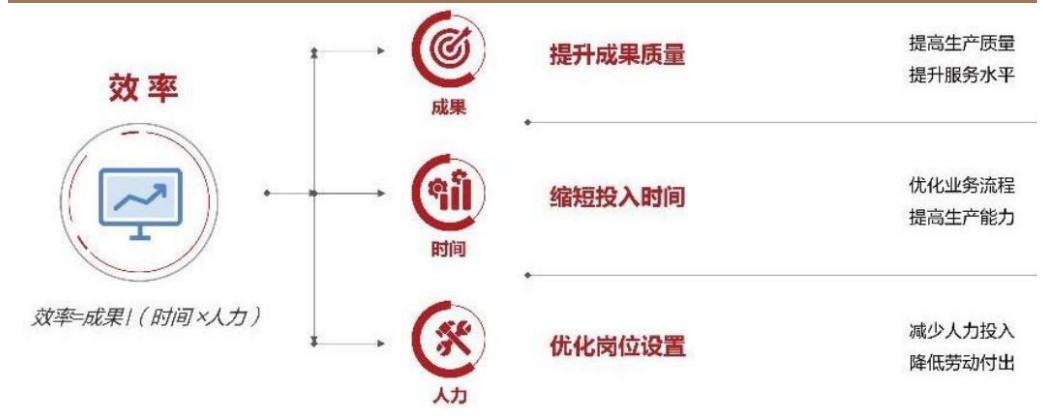 效率
效率=成果/（时间×人力）
成果
提升成果质量
提高生产质量
提升服务水平
时间
缩短投入时间
优化业务流程
提高生产能力
人力
优化岗位设置
减少人力投入
降低劳动付出